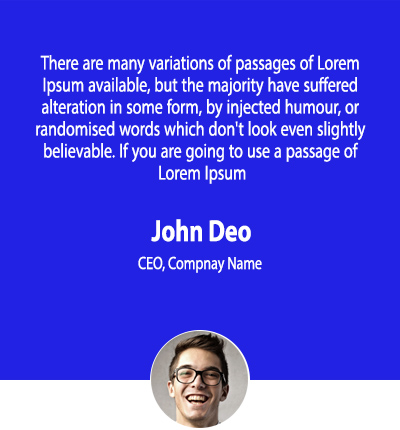 There are many variations of passages of Lorem
Ipsum available, but the majority have suffered
alteration in some form, by injected humour, or
randomised words which don't look even slightly
believable. If you are going to use a passage of
Lorem Ipsum
John Deo
CEO, Compnay Name